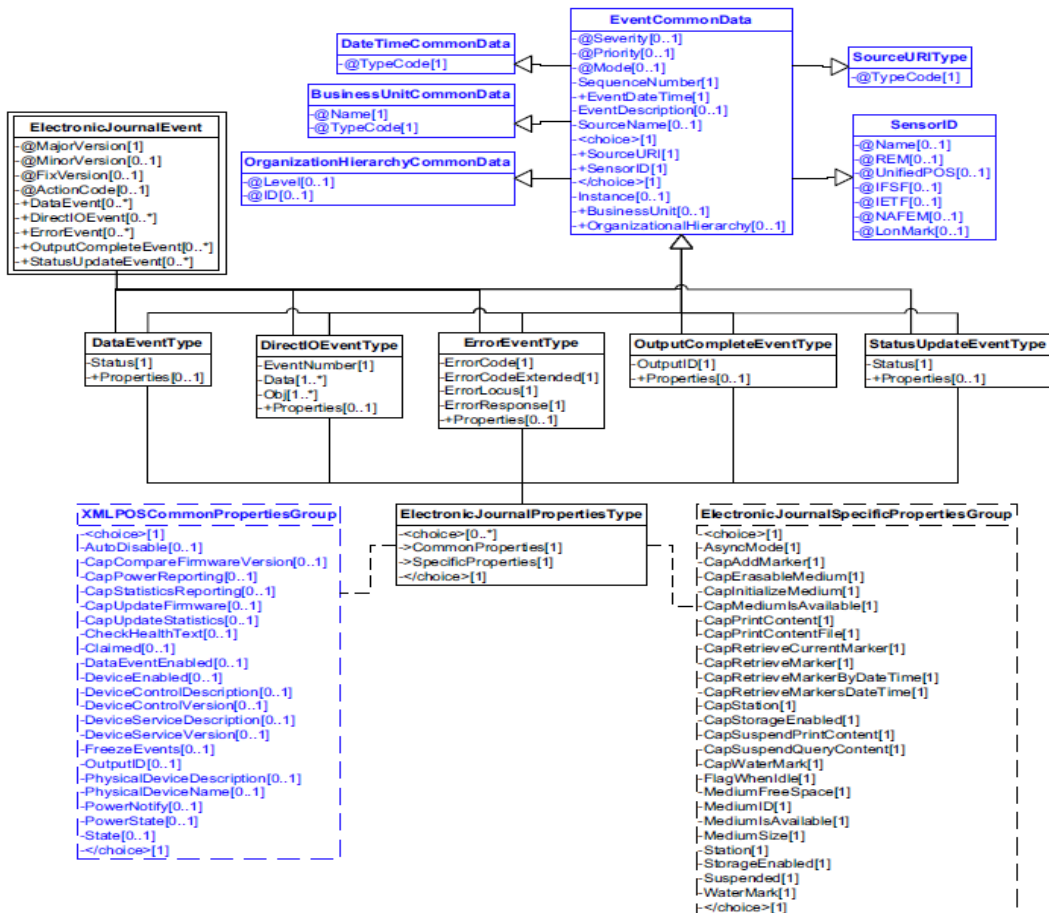 EventCommonData
-@Severity[0..1]
-@Priority[0..1]
-@Mode[0..1]
-SequenceNumber[1]
-+EventDateTime[1]
-EventDescription[0..1]
-SourceName[0..1]
-<choice>[1]
-+SourceURI[1]
-+SensorID[1]
-</choice>[1]
-Instance[0..1]
-+BusinessUnit[0..1]
-+OrganizationalHierarchy[0..1]
DateTimeCommonData
-@TypeCode[1]
BusinessUnitCommonData
-@Name[1]
-@TypeCode[1]
OrganizationHierarchyCommonData
-@Level[0..1]
-@ID[0..1]
SourceURIType
-@TypeCode[1]
SensorID
-@Name[0..1]
-@REM[0..1]
-@UnifiedPOS[0..1]
-@IFSF[0..1]
-@IETF[0..1]
-@NAFEM[0..1]
-@LonMark[0..1]
ElectronicJournalEvent
-@MajorVersion[1]
-@MinorVersion[0..1]
-@FixVersion[0..1]
-@ActionCode[0..1]
-+DataEvent[0..*]
-+DirectIOEvent[0..*]
-+ErrorEvent[0..*]
-+OutputCompleteEvent[0..*]
-+StatusUpdateEvent[0..*]
DataEventType
-Status[1]
-+Properties[0..1]
DirectIOEventType
-EventNumber[1]
-Data[1..*]
-Obj[1..*]
-+Properties[0..1]
ErrorEventType
-ErrorCode[1]
-ErrorCodeExtended[1]
-ErrorLocus[1]
-ErrorResponse[1]
-+Properties[0..1]
OutputCompleteEventType
-OutputID[1]
-+Properties[0..1]
StatusUpdateEventType
-Status[1]
-+Properties[0..1]
XMLPOSCommonPropertiesGroup
-<choice>[1]
-AutoDisable[0..1]
-CapCompareFirmwareVersion[0..1]
-CapPowerReporting[0..1]
-CapStatisticsReporting[0..1]
-CapUpdateFirmware[0..1]
-CapUpdateStatistics[0..1]
-CheckHealthText[0..1]
-Claimed[0..1]
-DataEventEnabled[0..1]
-DeviceEnabled[0..1]
-DeviceControlDescription[0..1]
-DeviceControlVersion[0..1]
-DeviceServiceDescription[0..1]
-DeviceServiceVersion[0..1]
-FreezeEvents[0..1]
-OutputID[0..1]
-PhysicalDeviceDescription[0..1]
-PhysicalDeviceName[0..1]
-PowerNotify[0..1]
-PowerState[0..1]
-State[0..1]
-</choice>[1]
ElectronicJournalPropertiesType
-<choice>[0..*]
->CommonProperties[1]
->SpecificProperties[1]
-</choice>[1]
ElectronicJournalSpecificPropertiesGroup
-<choice>[1]
-AsyncMode[1]
-CapAddMarker[1]
-CapErasableMedium[1]
-CapInitializeMedium[1]
-CapMediumIsAvailable[1]
-CapPrintContent[1]
-CapPrintContentFile[1]
-CapRetrieveCurrentMarker[1]
-CapRetrieveMarker[1]
-CapRetrieveMarkerByDateTime[1]
-CapRetrieveMarkersDateTime[1]
-CapStation[1]
-CapStorageEnabled[1]
-CapSuspendPrintContent[1]
-CapSuspendQueryContent[1]
-CapWaterMark[1]
-FlagWhenIdle[1]
-MediumFreeSpace[1]
-MediumID[1]
-MediumIsAvailable[1]
-MediumSize[1]
-Station[1]
-StorageEnabled[1]
-Suspended[1]
-WaterMark[1]
-</choice>[1]